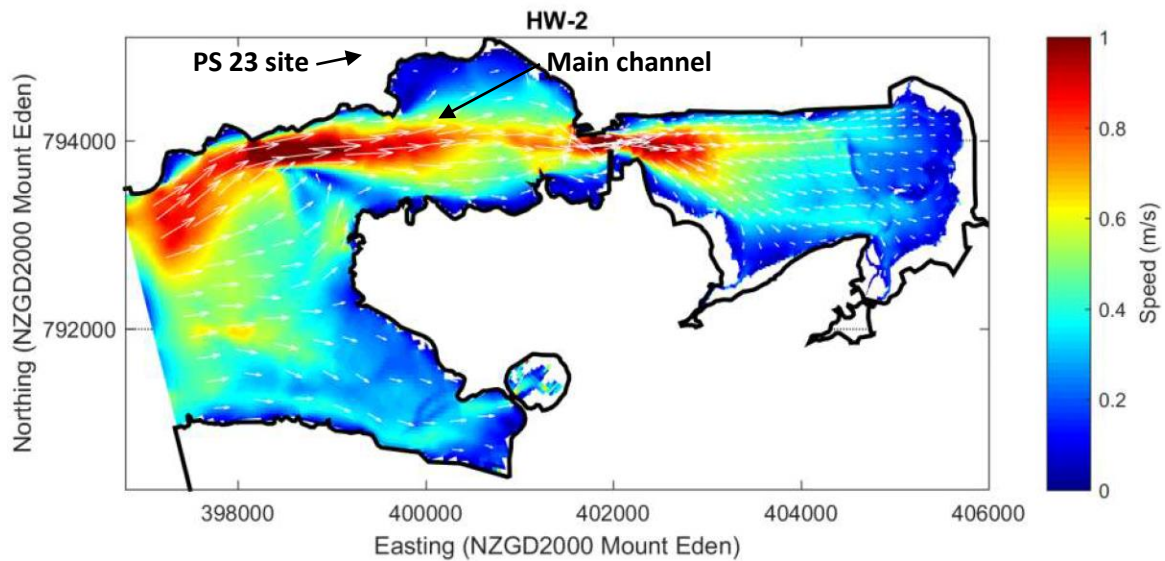 HW-2
PS 23 site
Main channel
794000
792000
Northing (NZGD2000 Mount Eden)
398000 400000 402000 404000 406000
Easting (NZGD2000 Mount Eden)
1
0.8
0.6
0.4
0.2
0
Speed (m/s)